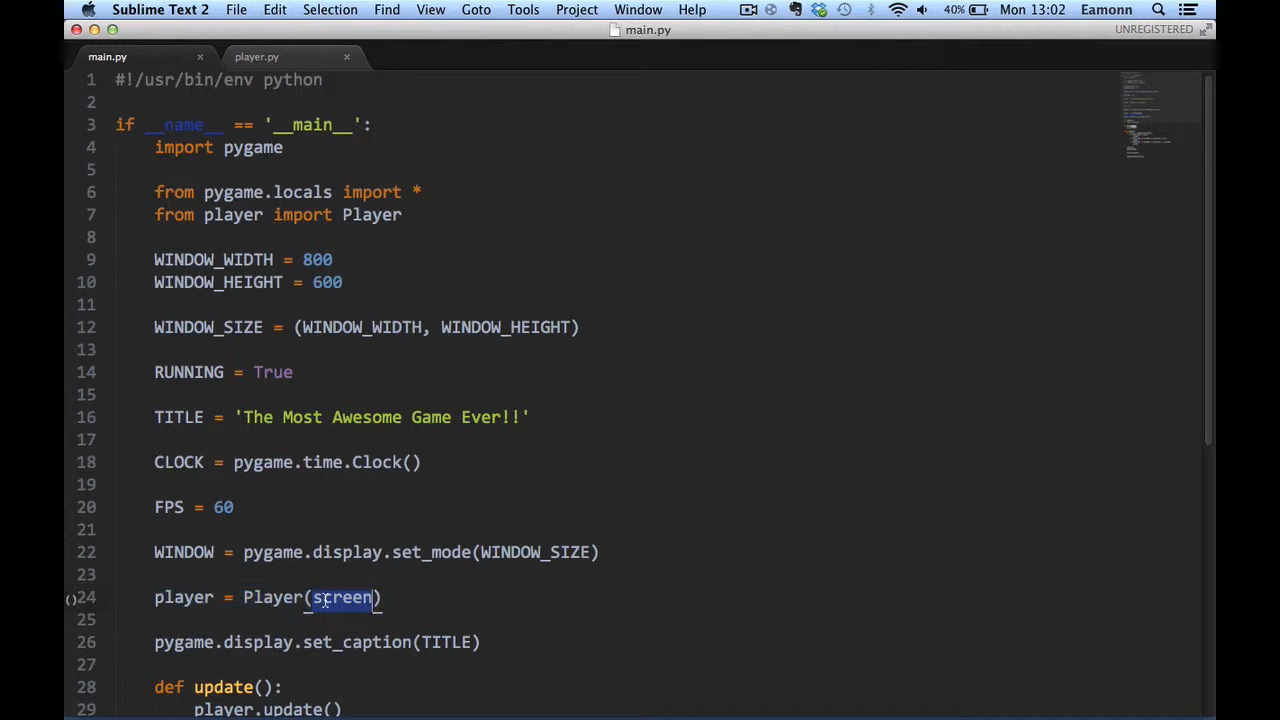 Sublime Text 2 File Edit Selection Find View Goto Tools Project Window Help 40% Mon 13:02 Eamonn
main.py UNREGISTERED
main.py × player.py ×
1 #!/usr/bin/env python
2
3 if __name__ == '__main__':
4 import pygame
5
6 from pygame.locals import *
7 from player import Player
8
9 WINDOW_WIDTH = 800
10 WINDOW_HEIGHT = 600
11
12 WINDOW_SIZE = (WINDOW_WIDTH, WINDOW_HEIGHT)
13
14 RUNNING = True
15
16 TITLE = 'The Most Awesome Game Ever!!'
17
18 CLOCK = pygame.time.Clock()
19
20 FPS = 60
21
22 WINDOW = pygame.display.set_mode(WINDOW_SIZE)
23
()24 player = Player(screen)
25
26 pygame.display.set_caption(TITLE)
27
28 def update():
29 player.update()